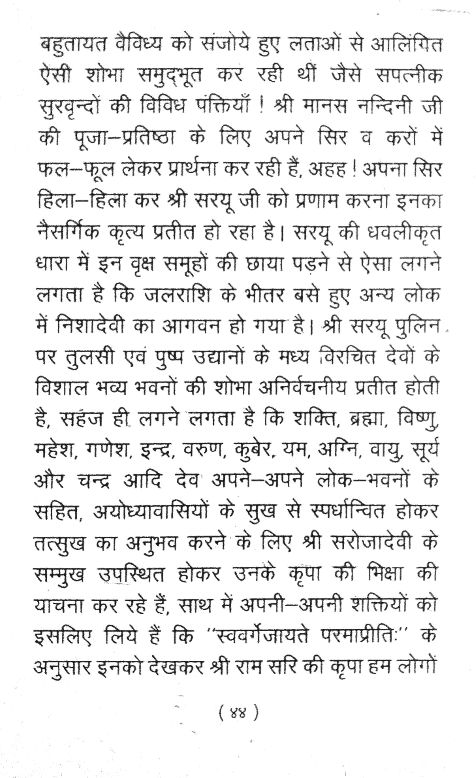 बहुतायत वैविध्य को संजोये हुए लताओं से आलिंगित
ऐसी शोभा समुद्भूत कर रही थीं जैसे सपत्नीक
सुरवृन्दों की विविध पंक्तियाँ ! श्री मानस नन्दिनी जी
की पूजा–प्रतिष्ठा के लिए अपने सिर व करों में
फल–फूल लेकर प्रार्थना कर रही हैं, अहह ! अपना सिर
हिला–हिला कर श्री सरयू जी को प्रणाम करना इनका
नैसर्गिक कृत्य प्रतीत हो रहा है। सरयू की धवलीकृत
धारा में इन वृक्ष समूहों की छाया पड़ने से ऐसा लगने
लगता है कि जलराशि के भीतर बसे हुए अन्य लोक
में निशादेवी का आगवन हो गया है। श्री सरयू पुलिन
पर तुलसी एवं पुष्प उद्यानों के मध्य विरचित देवों के
विशाल भव्य भवनों की शोभा अनिर्वचनीय प्रतीत होती
है, सहज ही लगने लगता है कि शक्ति, ब्रह्मा, विष्णु,
महेश, गणेश, इन्द्र, वरुण, कुबेर, यम, अग्नि, वायु, सूर्य
और चन्द्र आदि देव अपने–अपने लोक–भवनों के
सहित, अयोध्यावासियों के सुख से स्पर्धान्वित होकर
तत्सुख का अनुभव करने के लिए श्री सरोजादेवी के
सम्मुख उपस्थित होकर उनके कृपा की भिक्षा की
याचना कर रहे हैं, साथ में अपनी–अपनी शक्तियों को
इसलिए लिये हैं कि "स्ववर्गेजायते परमाप्रीतिः" के
अनुसार इनको देखकर श्री राम सरि की कृपा हम लोगों
( ४४ )